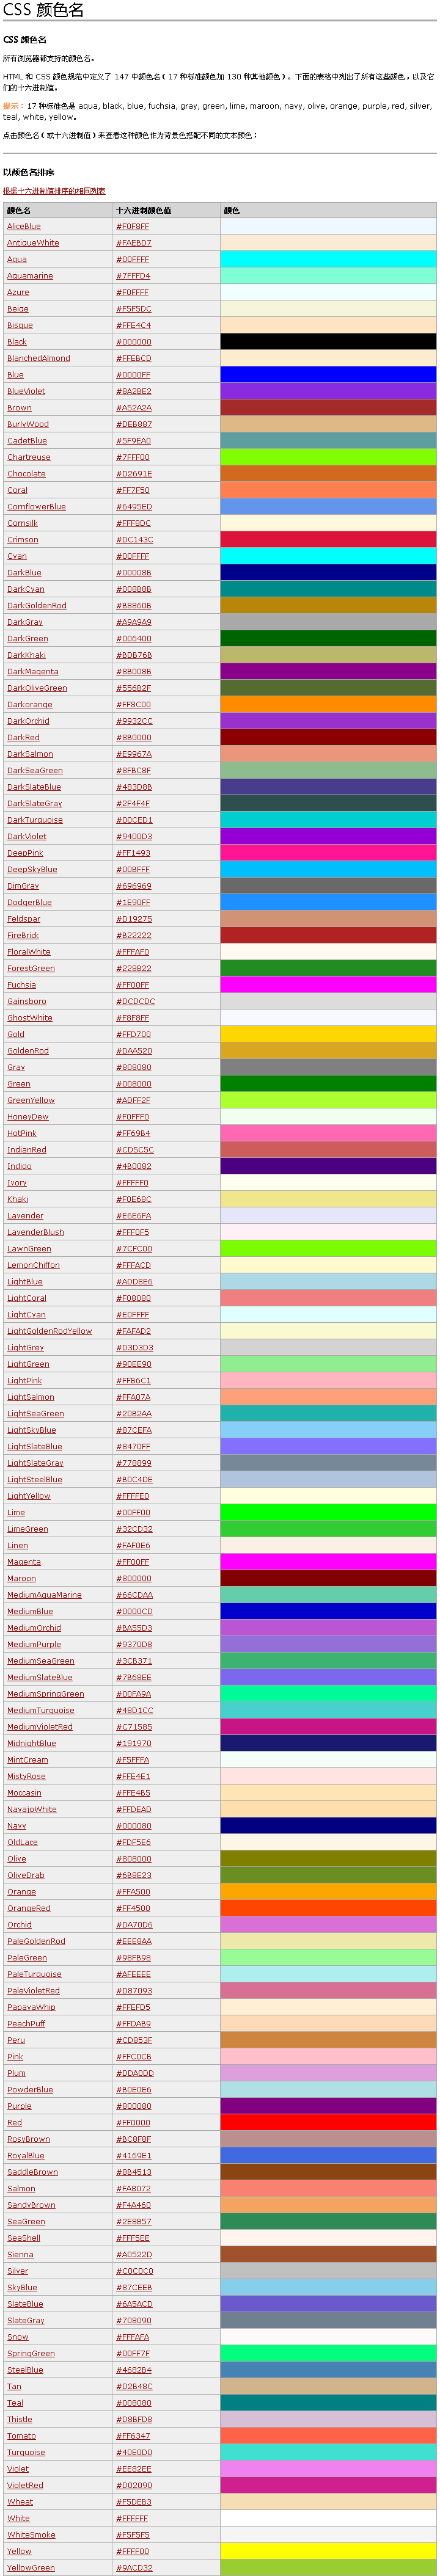 CSS 颜色名
CSS 颜色名
所有浏览器都支持的颜色名。
HTML 和 CSS 颜色规范中定义了 147 中颜色名（17 种标准颜色加 130 种其他颜色）。下面的表格中列出了所有这些颜色，以及它
们的十六进制值。
提示：17 种标准色是 aqua, black, blue, fuchsia, gray, green, lime, maroon, navy, olive, orange, purple, red, silver,
teal, white, yellow。
点击颜色名（或十六进制值）来查看这种颜色作为背景色搭配不同的文本颜色：
以颜色名排序
根据十六进制值排序的相同列表
颜色名 十六进制颜色值 颜色
AliceBlue #F0F8FF
AntiqueWhite #FAEBD7
Aqua #00FFFF
Aquamarine #7FFFD4
Azure #F0FFFF
Beige #F5F5DC
Bisque #FFE4C4
Black #000000
BlanchedAlmond #FFEBCD
Blue #0000FF
BlueViolet #8A2BE2
Brown #A52A2A
BurlyWood #DEB887
CadetBlue #5F9EA0
Chartreuse #7FFF00
Chocolate #D2691E
Coral #FF7F50
CornflowerBlue #6495ED
Cornsilk #FFF8DC
Crimson #DC143C
Cyan #00FFFF
DarkBlue #00008B
DarkCyan #008B8B
DarkGoldenRod #B8860B
DarkGray #A9A9A9
DarkGreen #006400
DarkKhaki #BDB76B
DarkMagenta #8B008B
DarkOliveGreen #556B2F
Darkorange #FF8C00
DarkOrchid #9932CC
DarkRed #8B0000
DarkSalmon #E9967A
DarkSeaGreen #8FBC8F
DarkSlateBlue #483D8B
DarkSlateGray #2F4F4F
DarkTurquoise #00CED1
DarkViolet #9400D3
DeepPink #FF1493
DeepSkyBlue #00BFFF
DimGray #696969
DodgerBlue #1E90FF
Feldspar #D19275
FireBrick #B22222
FloralWhite #FFFAF0
ForestGreen #228B22
Fuchsia #FF00FF
Gainsboro #DCDCDC
GhostWhite #F8F8FF
Gold #FFD700
GoldenRod #DAA520
Gray #808080
Green #008000
GreenYellow #ADFF2F
HoneyDew #F0FFF0
HotPink #FF69B4
IndianRed #CD5C5C
Indigo #4B0082
Ivory #FFFFF0
Khaki #F0E68C
Lavender #E6E6FA
LavenderBlush #FFF0F5
LawnGreen #7CFC00
LemonChiffon #FFFACD
LightBlue #ADD8E6
LightCoral #F08080
LightCyan #E0FFFF
LightGoldenRodYellow #FAFAD2
LightGrey #D3D3D3
LightGreen #90EE90
LightPink #FFB6C1
LightSalmon #FFA07A
LightSeaGreen #20B2AA
LightSkyBlue #87CEFA
LightSlateBlue #8470FF
LightSlateGray #778899
LightSteelBlue #B0C4DE
LightYellow #FFFFE0
Lime #00FF00
LimeGreen #32CD32
Linen #FAF0E6
Magenta #FF00FF
Maroon #800000
MediumAquaMarine #66CDAA
MediumBlue #0000CD
MediumOrchid #BA55D3
MediumPurple #9370D8
MediumSeaGreen #3CB371
MediumSlateBlue #7B68EE
MediumSpringGreen #00FA9A
MediumTurquoise #48D1CC
MediumVioletRed #C71585
MidnightBlue #191970
MintCream #F5FFFA
MistyRose #FFE4E1
Moccasin #FFE4B5
NavajoWhite #FFDEAD
Navy #000080
OldLace #FDF5E6
Olive #808000
OliveDrab #6B8E23
Orange #FFA500
OrangeRed #FF4500
Orchid #DA70D6
PaleGoldenRod #EEE8AA
PaleGreen #98FB98
PaleTurquoise #AFEEEE
PaleVioletRed #D87093
PapayaWhip #FFEFD5
PeachPuff #FFDAB9
Peru #CD853F
Pink #FFC0CB
Plum #DDA0DD
PowderBlue #B0E0E6
Purple #800080
Red #FF0000
RosyBrown #BC8F8F
RoyalBlue #4169E1
SaddleBrown #8B4513
Salmon #FA8072
SandyBrown #F4A460
SeaGreen #2E8B57
SeaShell #FFF5EE
Sienna #A0522D
Silver #C0C0C0
SkyBlue #87CEEB
SlateBlue #6A5ACD
SlateGray #708090
Snow #FFFAFA
SpringGreen #00FF7F
SteelBlue #4682B4
Tan #D2B48C
Teal #008080
Thistle #D8BFD8
Tomato #FF6347
Turquoise #40E0D0
Violet #EE82EE
VioletRed #D02090
Wheat #F5DEB3
White #FFFFFF
WhiteSmoke #F5F5F5
Yellow #FFFF00
YellowGreen #9ACD32